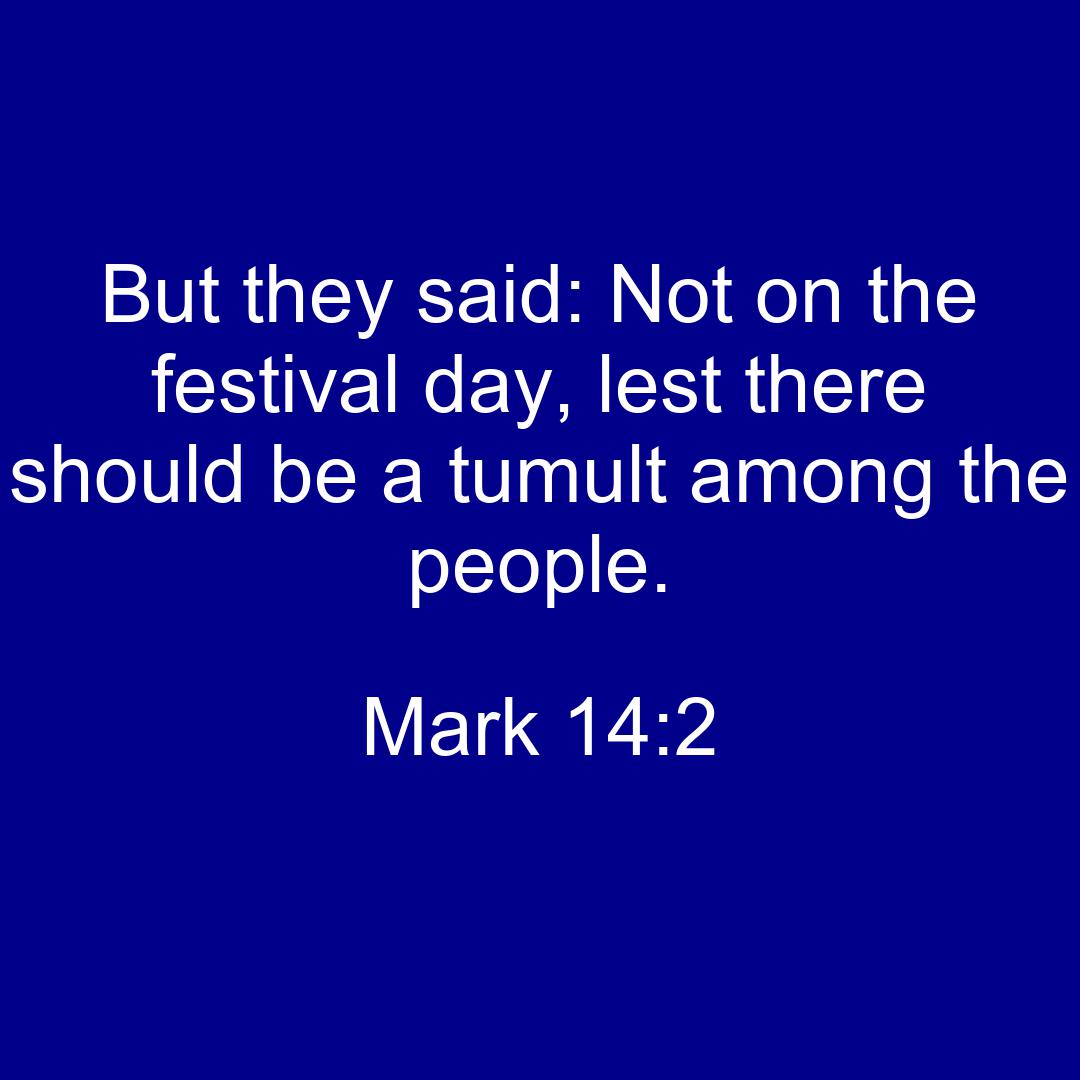 But they said: Not on the
festival day, lest there
should be a tumult among the
people.
Mark 14:2